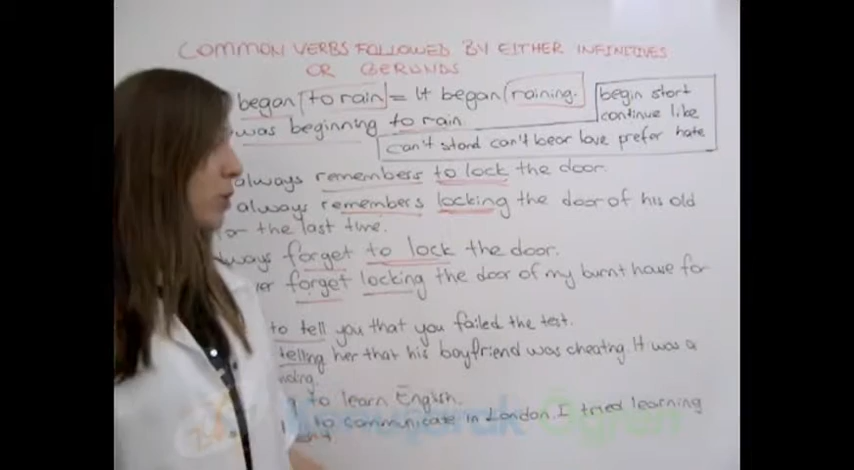 COMMON VERBS FOLLOWED BY EITHER INFINITIVES
OR GERUNDS
began to rain = It began raining.
was beginning to rain
begin start
continue like
can't stand can't bear love prefer hate
always remembers to lock the door.
always remembers locking the door of his old
the last time.
forget to lock the door.
forget locking the door of my burnt house for
to tell you that you failed the test.
telling her that his boyfriend was cheating. It was a
to learn English.
to communicate in London. I tried learning
Konuşarak Öğren